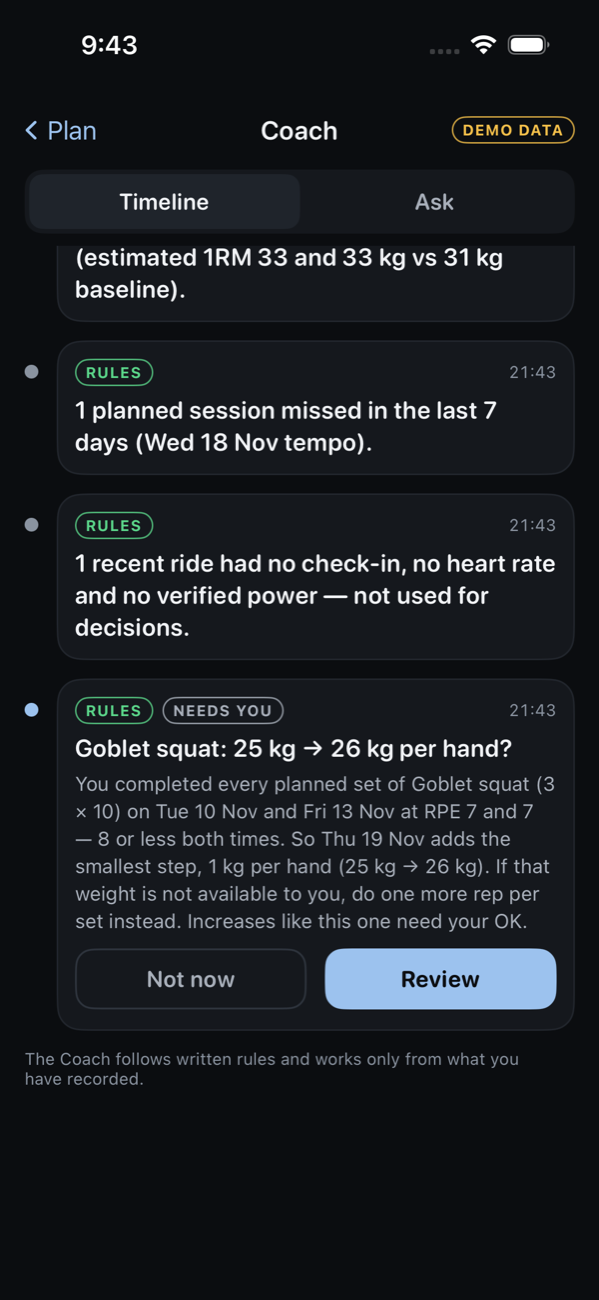 9:43
Plan
Coach
DEMO DATA
Timeline
Ask
(estimated 1RM 33 and 33 kg vs 31 kg
baseline).
RULES
21:43
1 planned session missed in the last 7
days (Wed 18 Nov tempo).
RULES
21:43
1 recent ride had no check-in, no heart rate
and no verified power — not used for
decisions.
RULES
NEEDS YOU
21:43
Goblet squat: 25 kg → 26 kg per hand?
You completed every planned set of Goblet squat (3
× 10) on Tue 10 Nov and Fri 13 Nov at RPE 7 and 7
— 8 or less both times. So Thu 19 Nov adds the
smallest step, 1 kg per hand (25 kg → 26 kg). If that
weight is not available to you, do one more rep per
set instead. Increases like this one need your OK.
Not now
Review
The Coach follows written rules and works only from what you
have recorded.